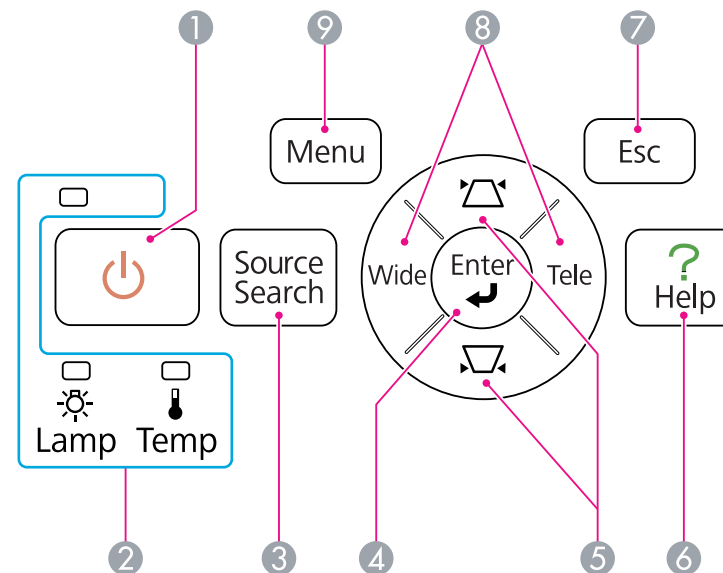 1 9 8 7
Menu
Esc
Source
Search
Wide
Enter
Tele
?
Help
Lamp
Temp
2 3 4 5 6